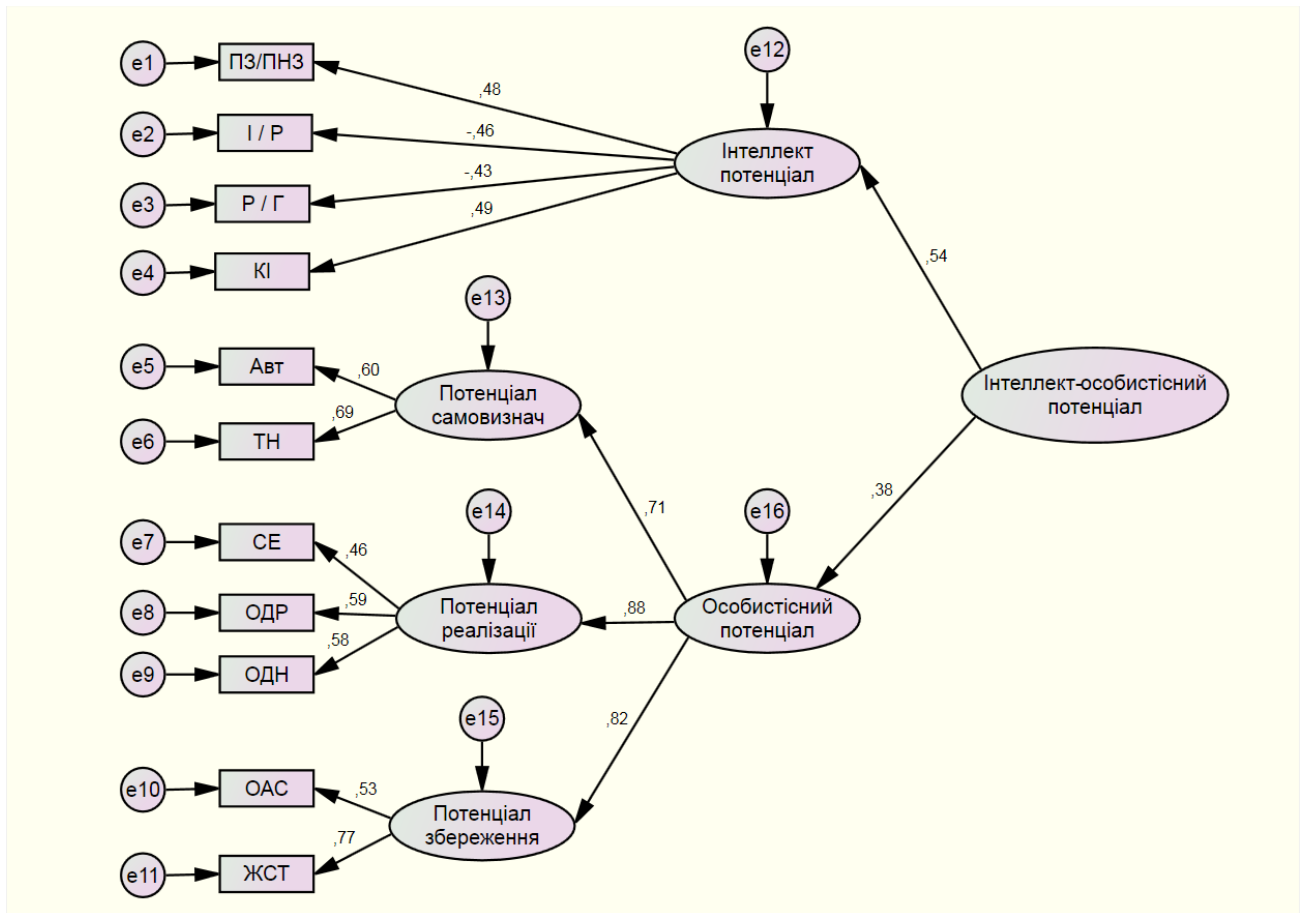 e12
e1
ПЗ/ПНЗ
,48
e2
І / Р
-,46
Інтеллект
потенціал
e3
Р / Г
-,43
e4
КІ
,49
,54
e13
e5
Авт
,60
Потенціал
самовизнач
Інтеллект-особистісний
потенціал
e6
ТН
,69
,38
,71
e14
e16
e7
СЕ
,46
e8
ОДР
,59
Потенціал
реалізації
,88
Особистісний
потенціал
e9
ОДН
,58
e15
,82
e10
ОАС
,53
Потенціал
збереження
e11
ЖСТ
,77